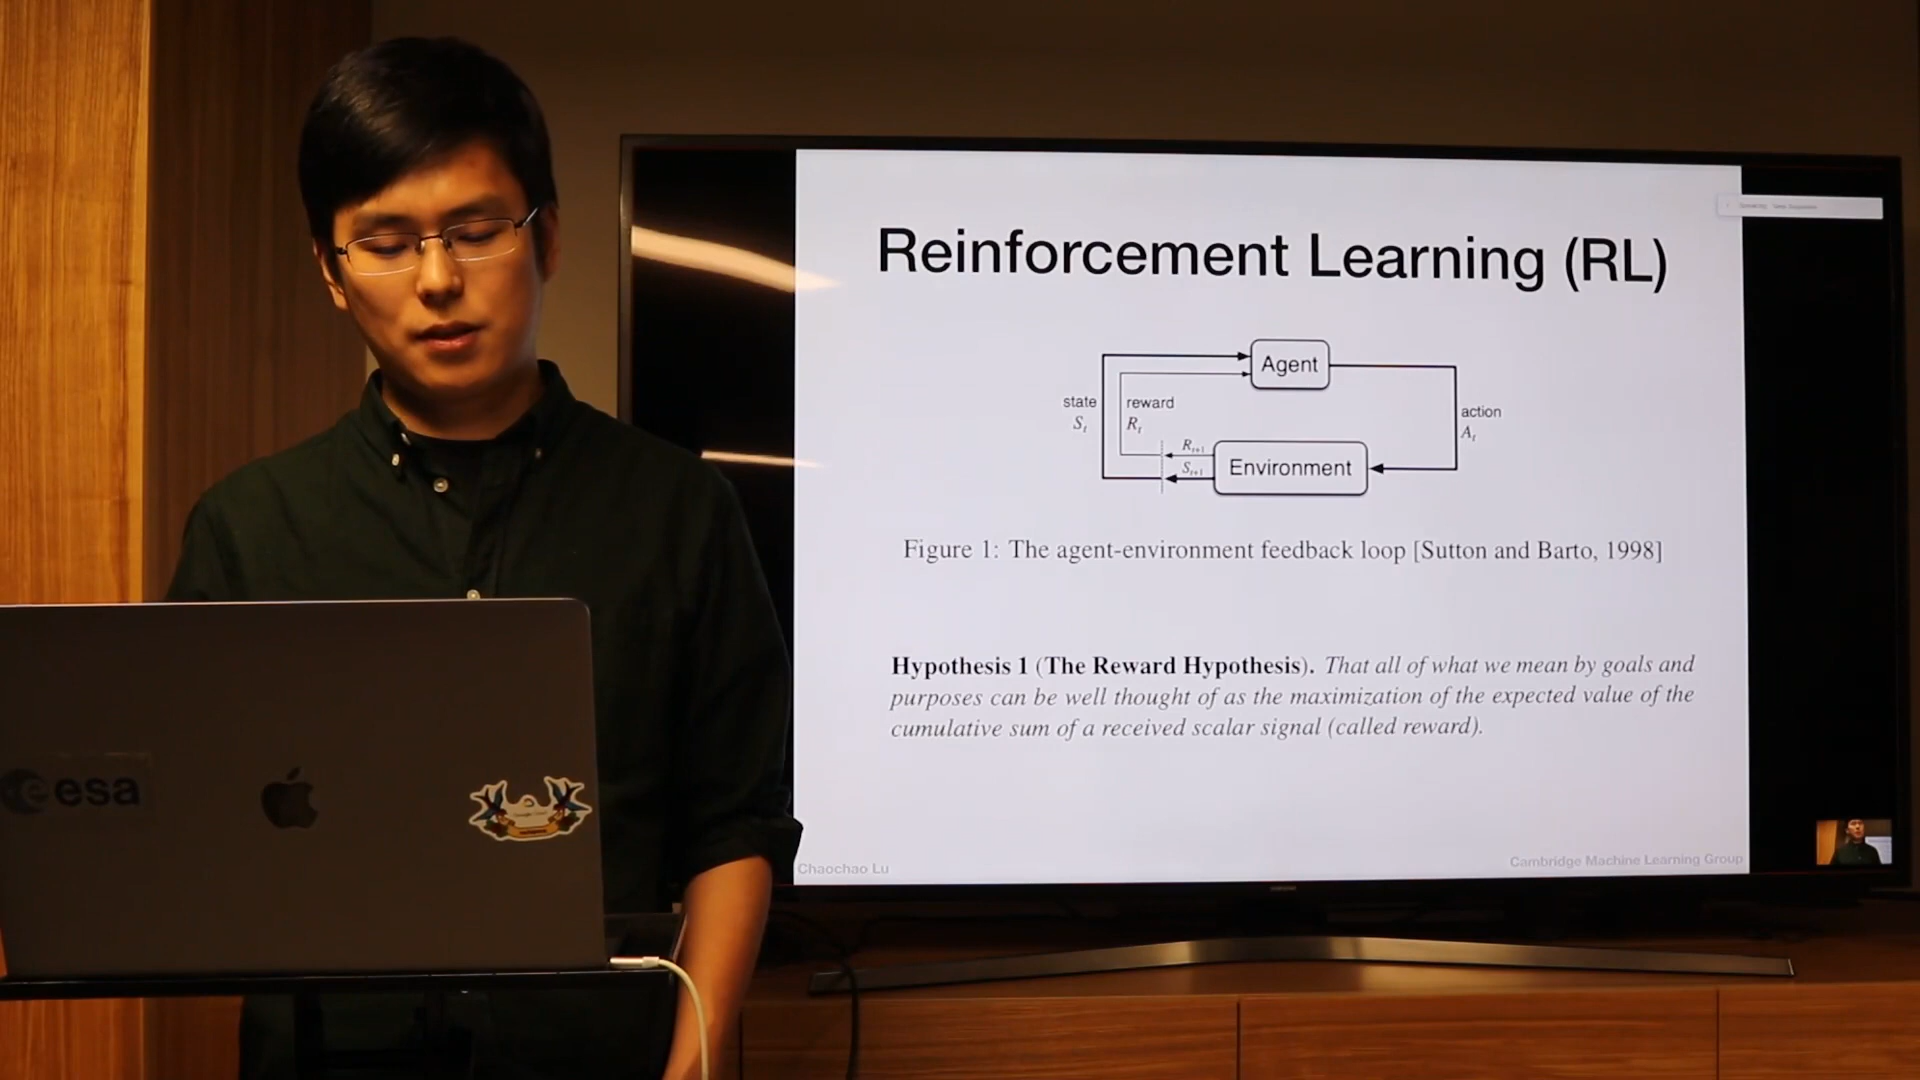 Reinforcement Learning (RL)
Agent
state
S_t
reward
R_t
action
A_t
R_{t+1}
S_{t+1}
Environment
Figure 1: The agent-environment feedback loop [Sutton and Barto, 1998]
Hypothesis 1 (The Reward Hypothesis). That all of what we mean by goals and
purposes can be well thought of as the maximization of the expected value of the
cumulative sum of a received scalar signal (called reward).
Chaochao Lu
Cambridge Machine Learning Group
esa